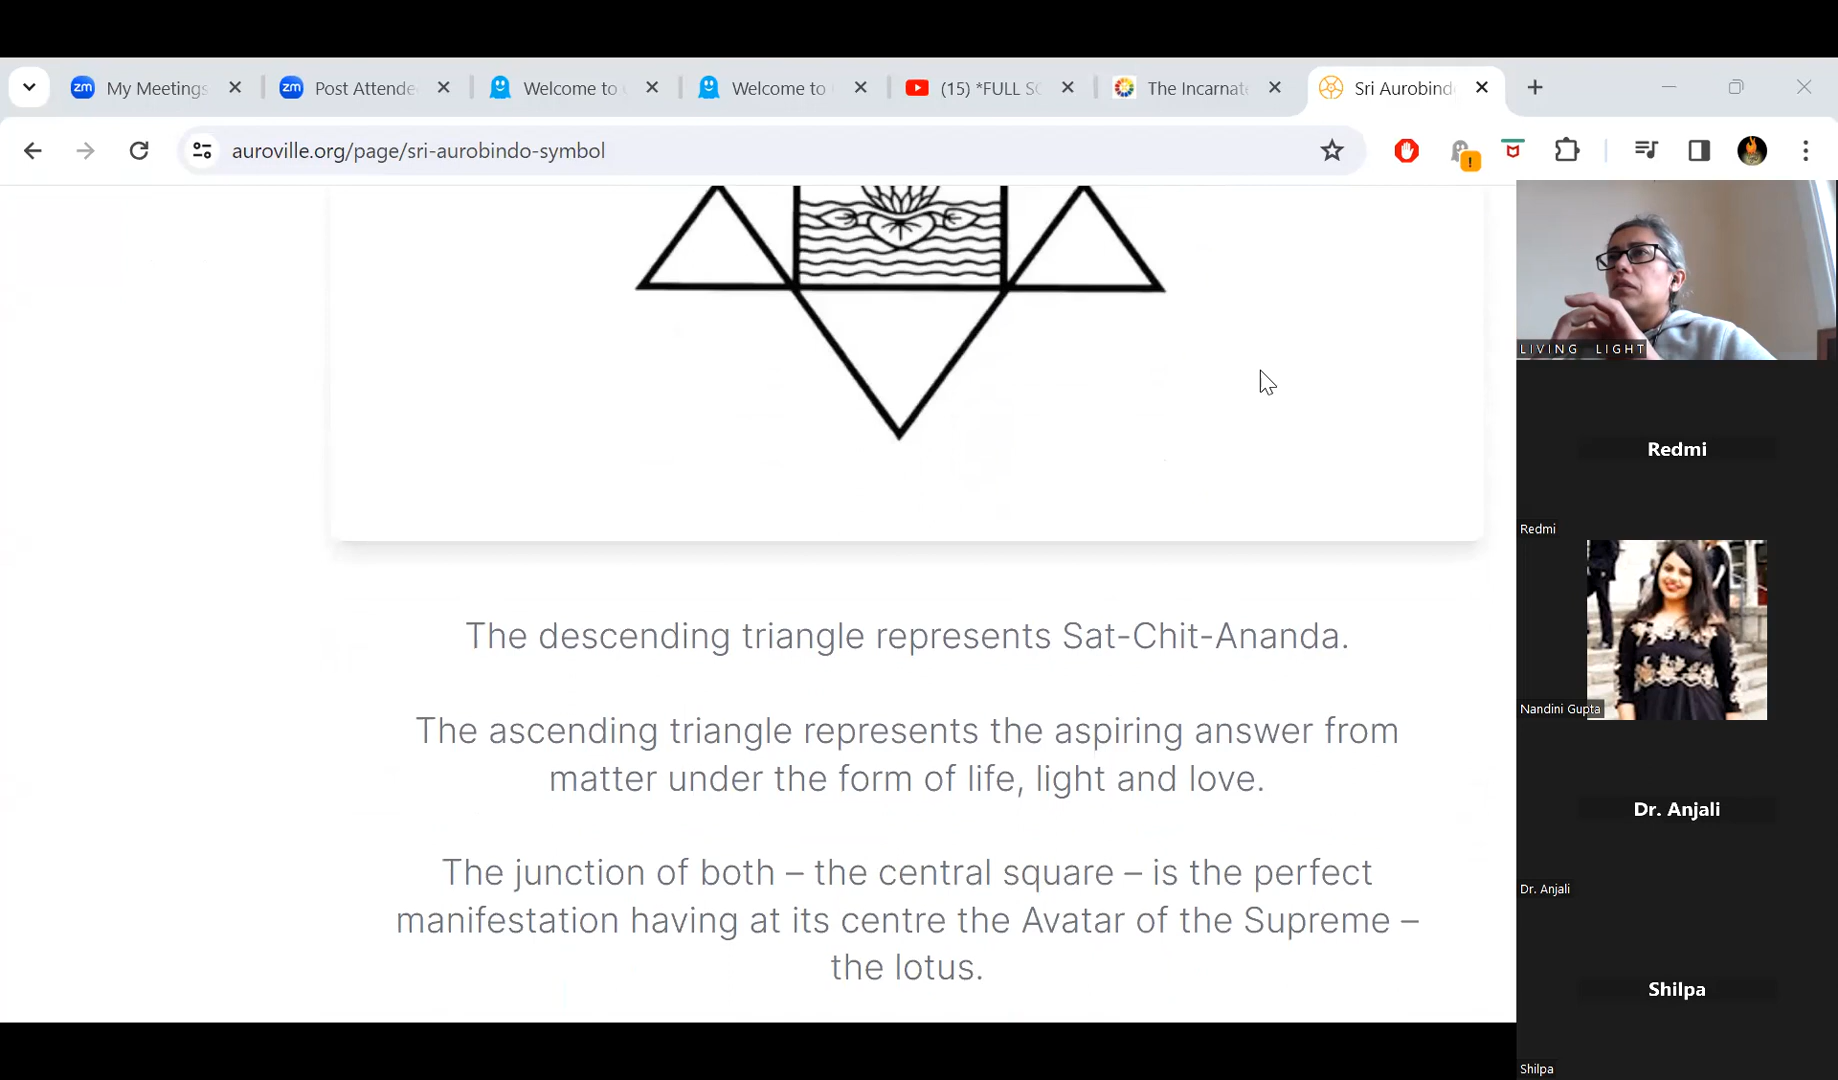 My Meetings
Post Attende
Welcome to
Welcome to
(15) *FULL SC
The Incarnat
Sri Aurobind
auroville.org/page/sri-aurobindo-symbol
LIVING LIGHT
Redmi
Redmi
Nandini Gupta
Dr. Anjali
Dr. Anjali
Shilpa
Shilpa
The descending triangle represents Sat-Chit-Ananda.
The ascending triangle represents the aspiring answer from
matter under the form of life, light and love.
The junction of both – the central square – is the perfect
manifestation having at its centre the Avatar of the Supreme –
the lotus.